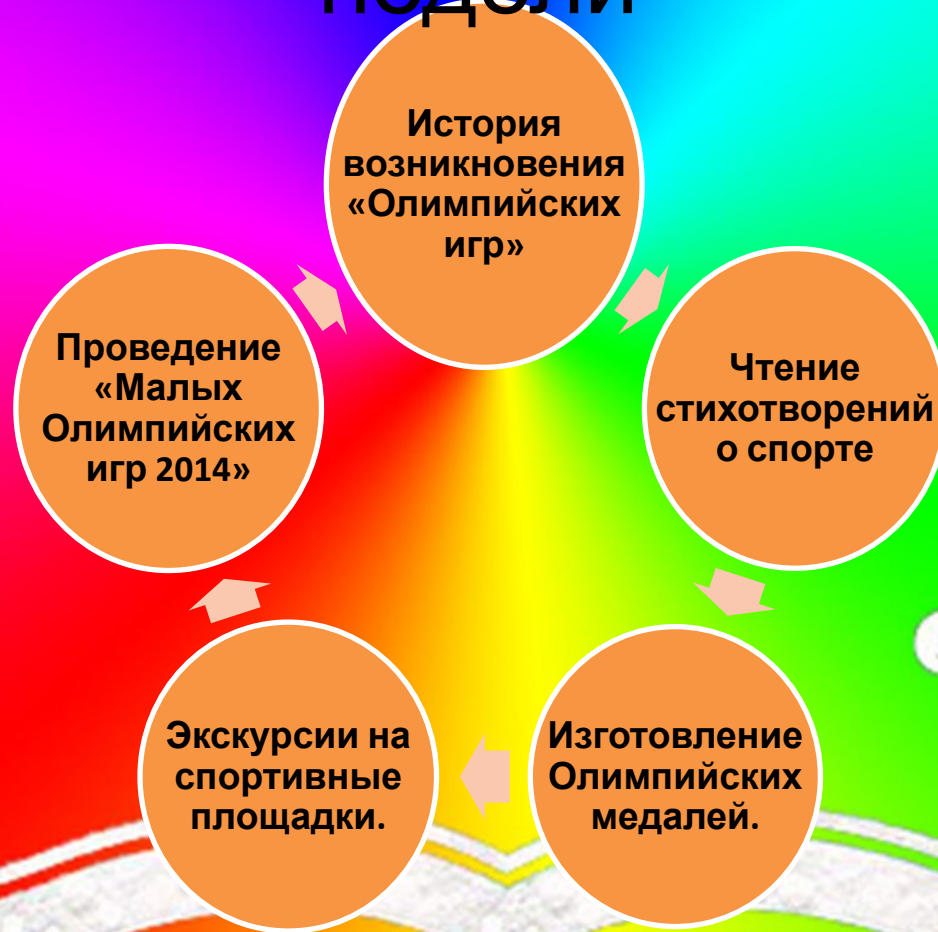 История
возникновения
«Олимпийских
игр»
Чтение
стихотворений
о спорте
Изготовление
Олимпийских
медалей.
Экскурсии на
спортивные
площадки.
Проведение
«Малых
Олимпийских
игр 2014»